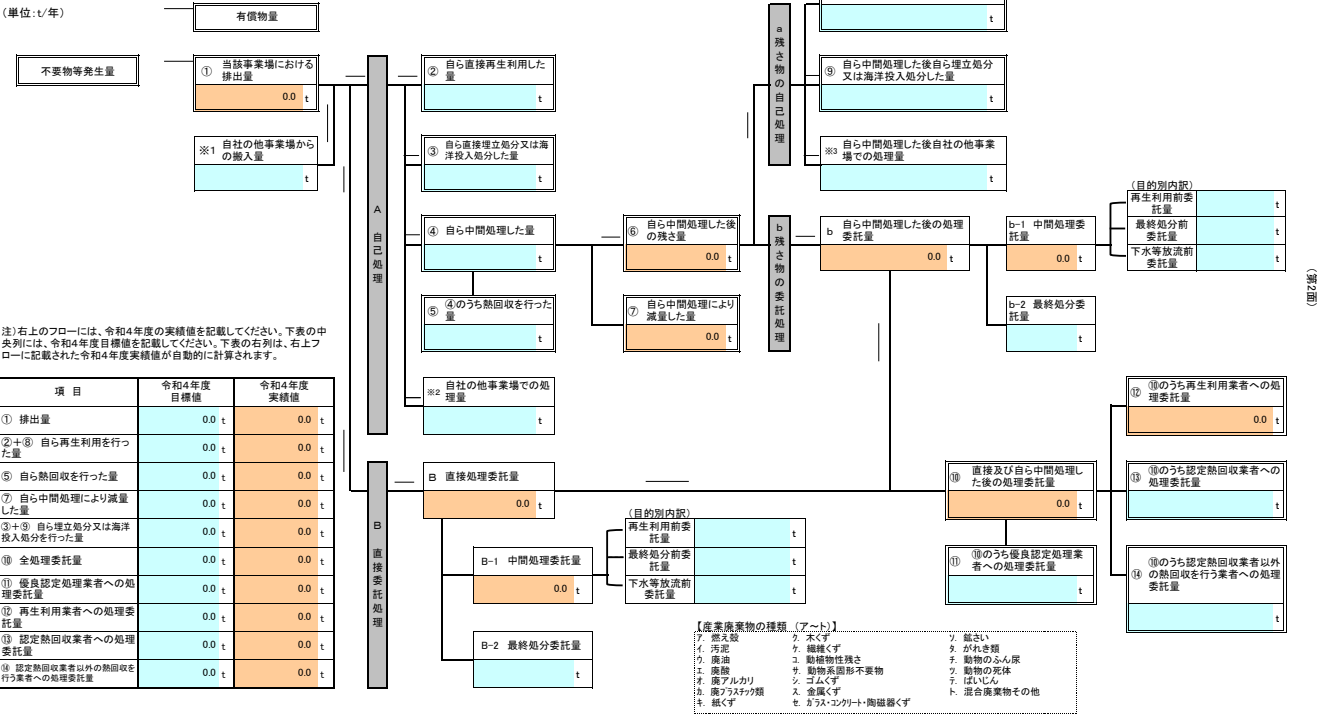 (単位:t/年)
有償物量
t
不要物等発生量
① 当該事業場における
排出量
0.0 t
※1 自社の他事業場から
の搬入量
t
A 自己処理
② 自ら直接再生利用した
量
t
③ 自ら直接埋立処分又は海
洋投入処分した量
t
④ 自ら中間処理した量
t
⑤ ④のうち熱回収を行った
量
t
※2 自社の他事業場での処
理量
t
⑥ 自ら中間処理した後
の残さ量
0.0 t
⑦ 自ら中間処理により
減量した量
0.0 t
a 残さ物の自己処理
⑨ 自ら中間処理した後自ら埋立処分
又は海洋投入処分した量
t
※3 自ら中間処理した後自社の他事業
場での処理量
t
b 残さ物の委託処理
b 自ら中間処理した後の処理
委託量
0.0 t
b-1 中間処理委
託量
0.0 t
b-2 最終処分委
託量
t
(目的別内訳)
再生利用前委
託量
t
最終処分前
委託量
t
下水等放流前
委託量
t
(第2面)
注)右上のフローには、令和4年度の実績値を記載してください。下表の中
央列には、令和4年度目標値を記載してください。下表の右列は、右上フ
ローに記載された令和4年度実績値が自動的に計算されます。
項 目 令和4年度
目標値 令和4年度
実績値
① 排出量 0.0 t 0.0 t
②+⑧ 自ら再生利用を行っ
た量 0.0 t 0.0 t
⑤ 自ら熱回収を行った量 0.0 t 0.0 t
⑦ 自ら中間処理により減量
した量 0.0 t 0.0 t
③+⑨ 自ら埋立処分又は海洋
投入処分を行った量 0.0 t 0.0 t
⑩ 全処理委託量 0.0 t 0.0 t
⑪ 優良認定処理業者への処
理委託量 0.0 t 0.0 t
⑫ 再生利用業者への処理委
託量 0.0 t 0.0 t
⑬ 認定熱回収業者への処理
委託量 0.0 t 0.0 t
⑭ 認定熱回収業者以外の熱回収を
行う業者への処理委託量 0.0 t 0.0 t
B 直接委託処理
B 直接処理委託量
0.0 t
B-1 中間処理委託量
0.0 t
B-2 最終処分委託量
t
(目的別内訳)
再生利用前委
託量
t
最終処分前委
託量
t
下水等放流前
委託量
t
⑩ 直接及び自ら中間処理し
た後の処理委託量
0.0 t
⑪ ⑩のうち優良認定処理業
者への処理委託量
t
⑫ ⑩のうち再生利用業者への処
理委託量
0.0 t
⑬ ⑩のうち認定熱回収業者への
処理委託量
t
⑭ ⑩のうち認定熱回収業者以外
の熱回収を行う業者への処理
委託量
t
【産業廃棄物の種類 (ア～ト)】
ア. 燃え殻 ク. 木くず ソ. 鉱さい
イ. 汚泥 ケ. 繊維くず タ. がれき類
ウ. 廃油 コ. 動植物性残さ チ. 動物のふん尿
エ. 廃酸 サ. 動物系固形不要物 ツ. 動物の死体
オ. 廃アルカリ シ. ゴムくず テ. ばいじん
カ. 廃プラスチック類 ス. 金属くず ト. 混合廃棄物その他
キ. 紙くず セ. ガラス・コンクリート・陶磁器くず